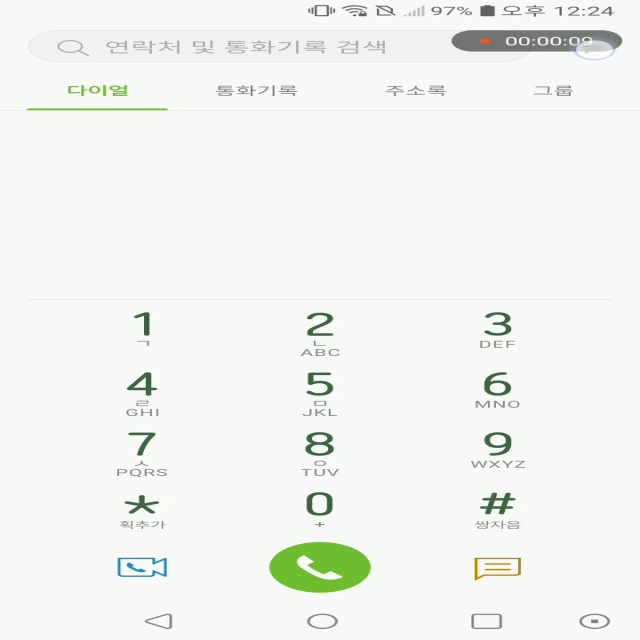 97% 오후 12:24
연락처 및 통화기록 검색
00:00:09
다이얼 통화기록 주소록 그룹
1 2 3
ㄱ ㄴ DEF
ABC
4 5 6
ㄹ ㅁ MNO
GHI JKL
7 8 9
ㅅ ㅇ WXYZ
PQRS TUV
* 0 #
획추가 + 쌍자음